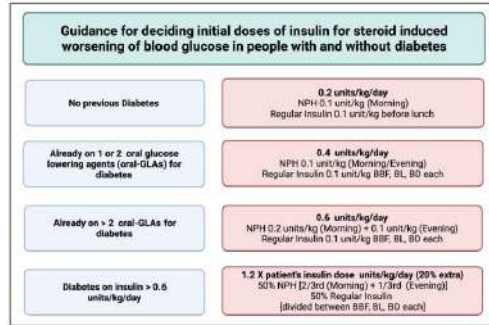 Guidance for deciding initial doses of insulin for steroid induced
worsening of blood glucose in people with and without diabetes
No previous Diabetes
0.2 units/kg/day
NPH 0.1 unit/kg (Morning)
Regular Insulin 0.1 unit/kg before lunch
Already on 1 or 2 oral glucose
lowering agents (oral-GLAs) for
diabetes
0.4 units/kg/day
NPH 0.1 unit/kg (Morning/Evening)
Regular Insulin 0.1 unit/kg BBF, BL, BD each
Already on > 2 oral-GLAs for
diabetes
0.6 units/kg/day
NPH 0.2 units/kg (Morning) + 0.1 unit/kg (Evening)
Regular Insulin 0.1 unit/kg BBF, BL, BD each
Diabetes on insulin > 0.6
units/kg/day
1.2 X patient's insulin dose units/kg/day (20% extra)
50% NPH [2/3rd (Morning) + 1/3rd (Evening)]
50% Regular Insulin
[divided between BBF, BL, BD each]